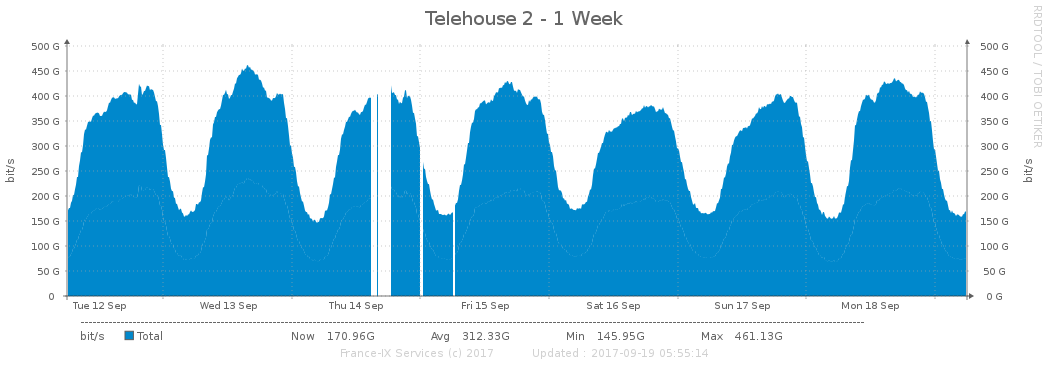 Telehouse 2 - 1 Week
RRDTOOL / TOBI OETIKER
500 G 500 G
450 G 450 G
400 G 400 G
350 G 350 G
300 G 300 G
250 G 250 G
200 G 200 G
150 G 150 G
100 G 100 G
50 G 50 G
0 0 G
bit/s bit/s
Tue 12 Sep Wed 13 Sep Thu 14 Sep Fri 15 Sep Sat 16 Sep Sun 17 Sep Mon 18 Sep
bit/s Total Now 170.96G Avg 312.33G Min 145.95G Max 461.13G
France-IX Services (c) 2017 Updated : 2017-09-19 05:55:14